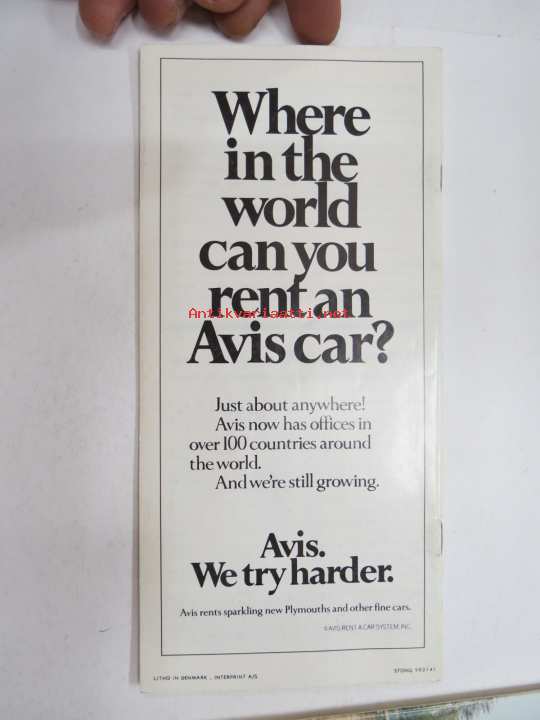 Where
in the
world
can you
rent an
Antikvariaatti.net
Avis car?
Just about anywhere!
Avis now has offices in
over 100 countries around
the world.
And we're still growing.
Avis.
We try harder.
Avis rents sparkling new Plymouths and other fine cars.
©AVIS RENT A CAR SYSTEM, INC.
LITHO IN DENMARK . INTERPRINT A/S